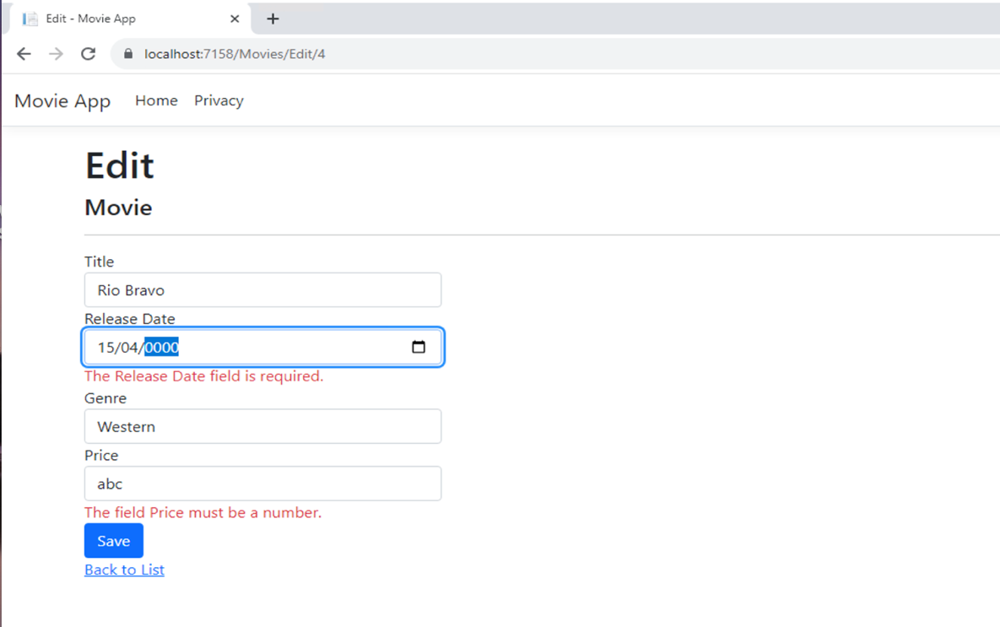 Edit - Movie App
localhost:7158/Movies/Edit/4
Movie App Home Privacy
Edit
Movie
Title
Rio Bravo
Release Date
15/04/0000
The Release Date field is required.
Genre
Western
Price
abc
The field Price must be a number.
Save
Back to List